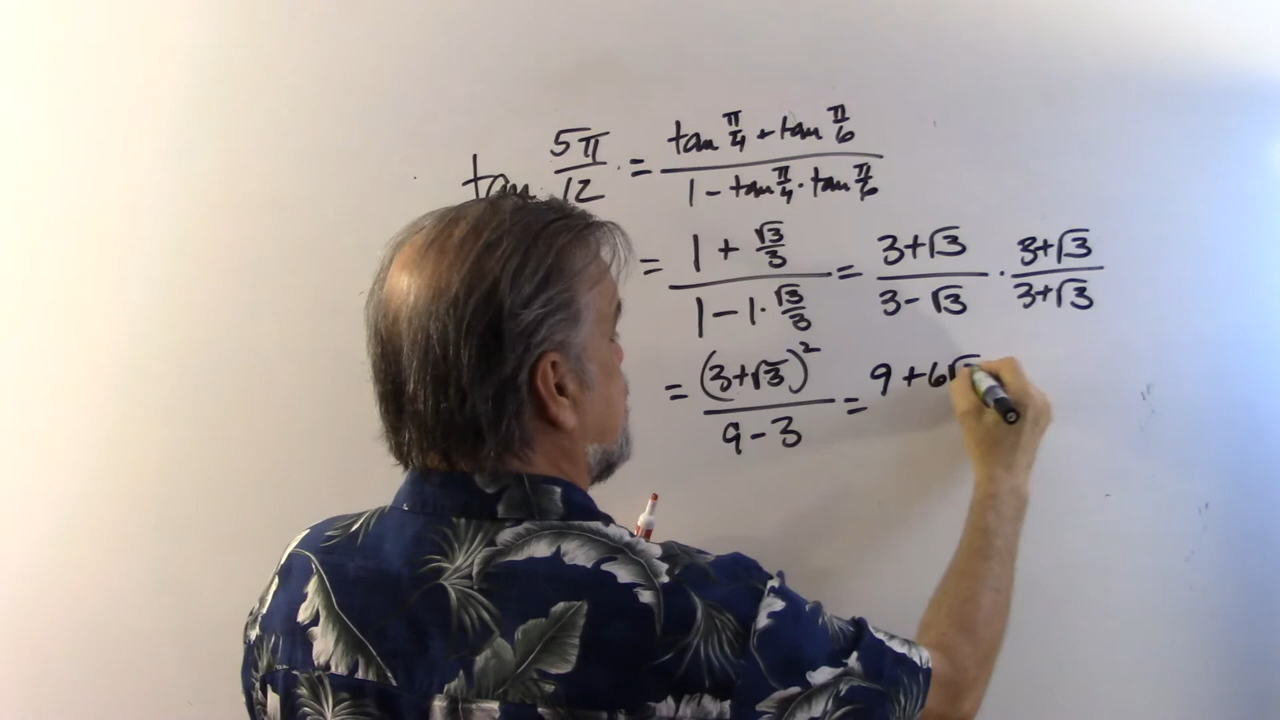 tan 5π/12 = (tan π/4 + tan π/6)/(1 - tan π/4 · tan π/6)
= (1 + √3/3)/(1 - 1 · √3/3) = (3+√3)/(3-√3) · (3+√3)/(3+√3)
= (3+√3)²/(9-3) = 9+6√